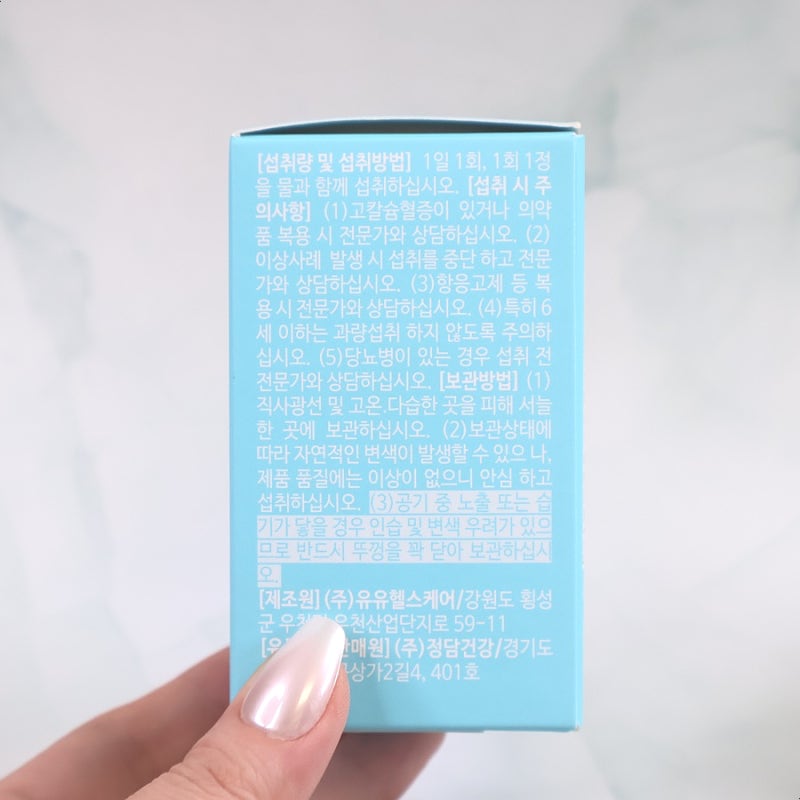 [섭취량 및 섭취방법] 1일 1회, 1회 1정
을 물과 함께 섭취하십시오. [섭취 시 주
의사항] (1)고칼슘혈증이 있거나 의약
품 복용 시 전문가와 상담하십시오. (2)
이상사례 발생 시 섭취를 중단 하고 전문
가와 상담하십시오. (3)항응고제 등 복
용 시 전문가와 상담하십시오. (4)특히 6
세 이하는 과량섭취 하지 않도록 주의하
십시오. (5)당뇨병이 있는 경우 섭취 전
전문가와 상담하십시오. [보관방법] (1)
직사광선 및 고온.다습한 곳을 피해 서늘
한 곳에 보관하십시오. (2)보관상태에
따라 자연적인 변색이 발생할 수 있으 나,
제품 품질에는 이상이 없으니 안심 하고
섭취하십시오. (3)공기 중 노출 또는 습
기가 닿을 경우 인습 및 변색 우려가 있으
므로 반드시 뚜껑을 꽉 닫아 보관하십시
오.
[제조원] (주)유유헬스케어/강원도 횡성
군 우천산업단지로 59-11
(주)정담건강/경기도
2길4, 401호